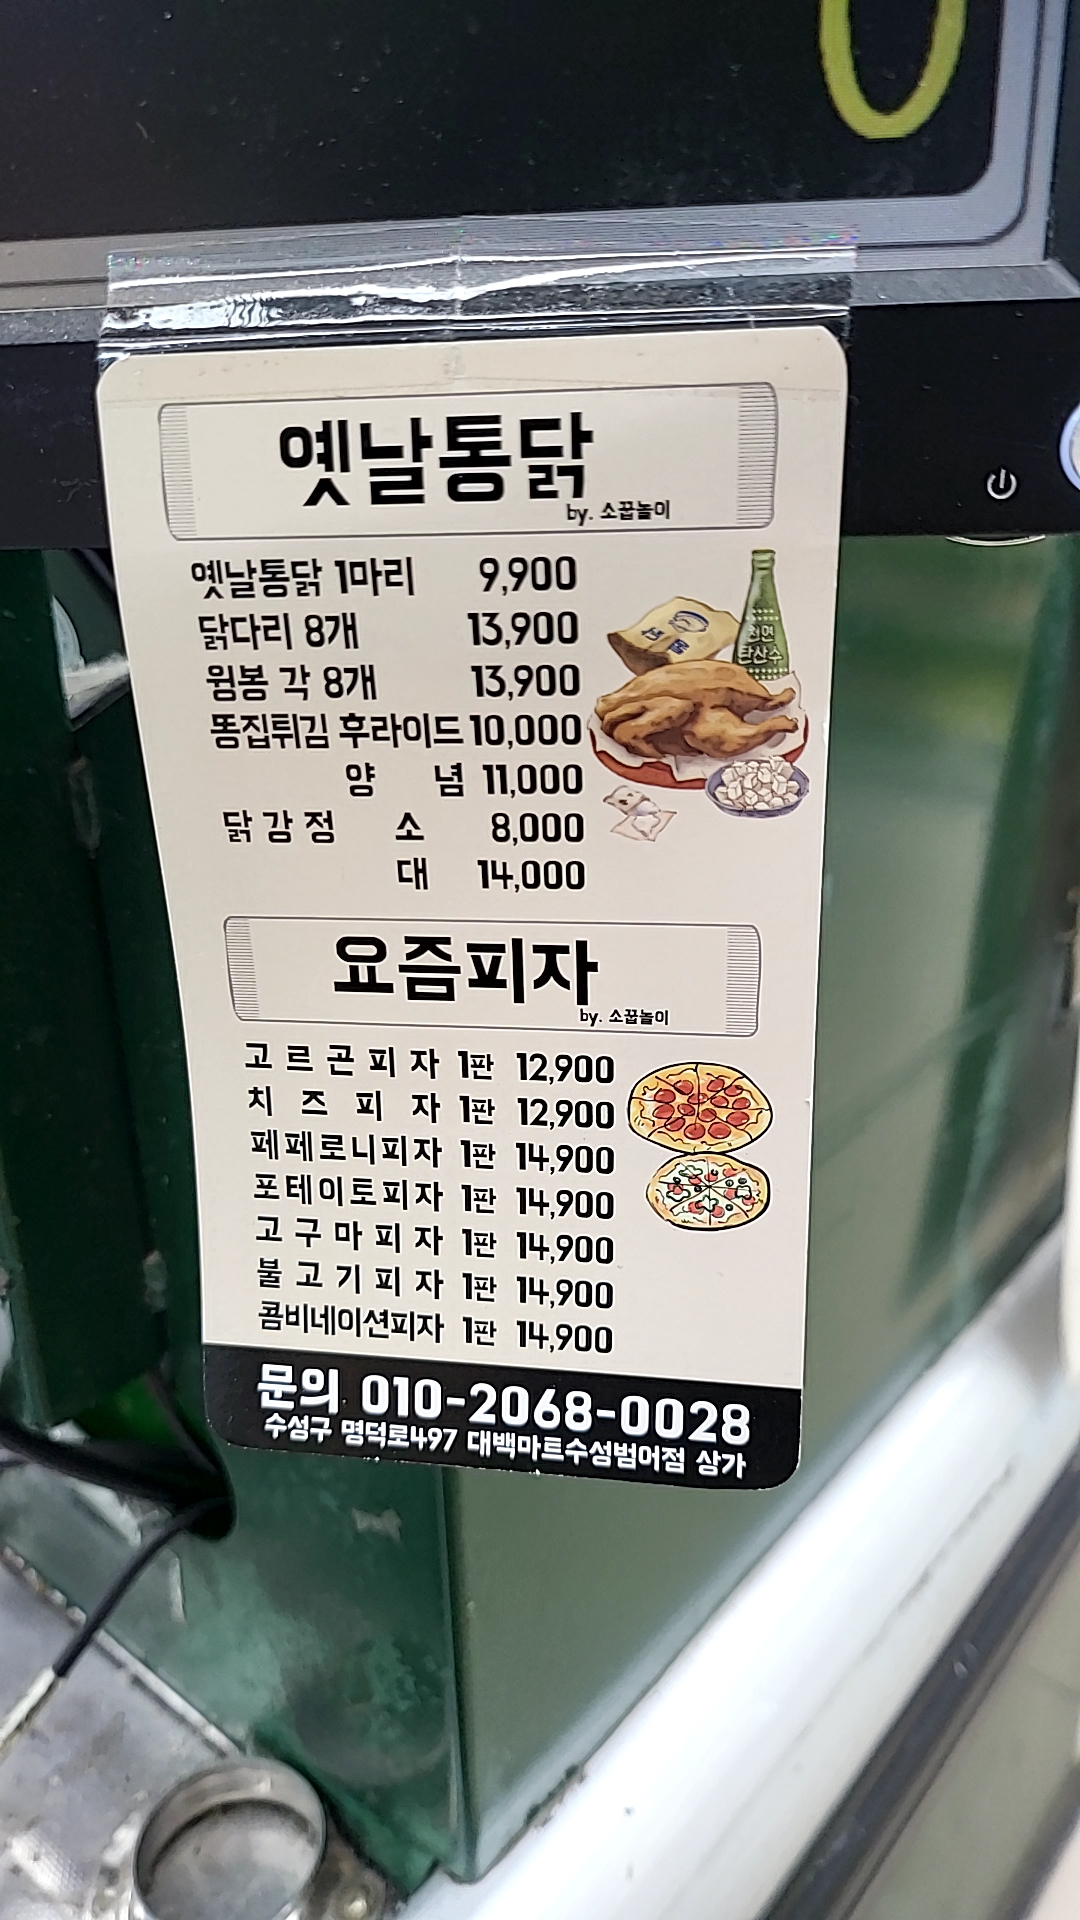 0
옛날통닭
by. 소꿉놀이
옛날통닭 1마리 9,900
닭다리 8개 13,900
윙봉 각 8개 13,900
똥집튀김 후라이드 10,000
양 념 11,000
닭강정 소 8,000
대 14,000
천연
탄산수
요즘피자
by. 소꿉놀이
고르곤피자 1판 12,900
치즈피자 1판 12,900
페페로니피자 1판 14,900
포테이토피자 1판 14,900
고구마피자 1판 14,900
불고기피자 1판 14,900
콤비네이션피자 1판 14,900
문의 010-2068-0028
수성구 명덕로497 대백마트수성범어점 상가